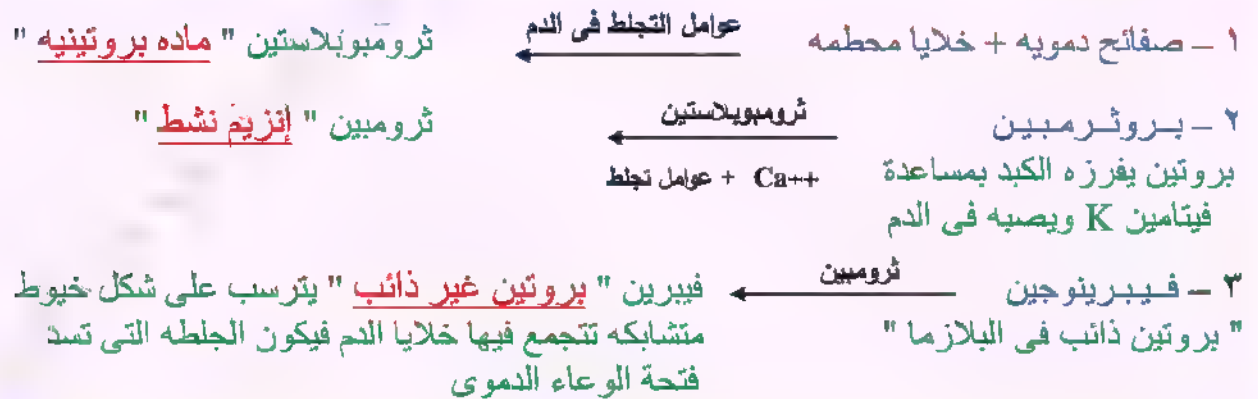 ١ – صفائح دمويه + خلايا محطمه عوامل التجلط فى الدم ثرومبوبلاستين " ماده بروتينيه "
٢ – بـروثـرمـبـيـن ثرومبوبلاستين ثرومبين " إنزيم نشط "
بروتين يفرزه الكبد بمساعدة Ca++ + عوامل تجلط
فيتامين K ويصبه فى الدم
٣ – فـيـبـرينوجين ثرومبين فيبرين " بروتين غير ذائب " يترسب على شكل خيوط
" بروتين ذائب فى البلازما " متشابكه تتجمع فيها خلايا الدم فيكون الجلطه التى تسد
فتحة الوعاء الدموى